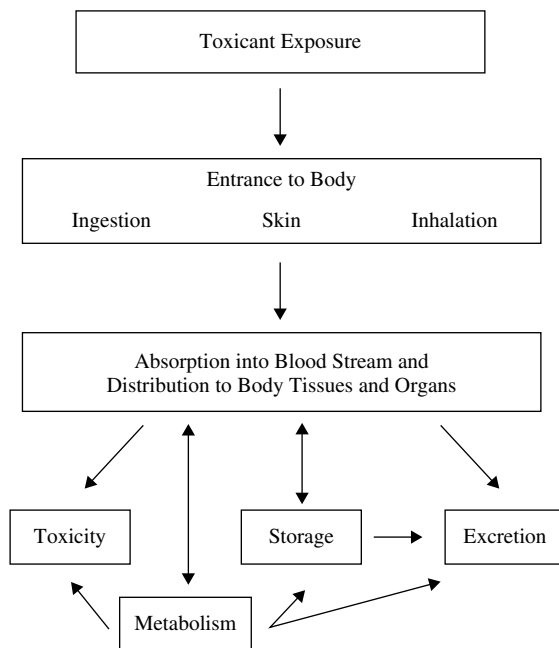 Toxicant Exposure
Entrance to Body
Ingestion Skin Inhalation
Absorption into Blood Stream and
Distribution to Body Tissues and Organs
Toxicity Storage Excretion
Metabolism